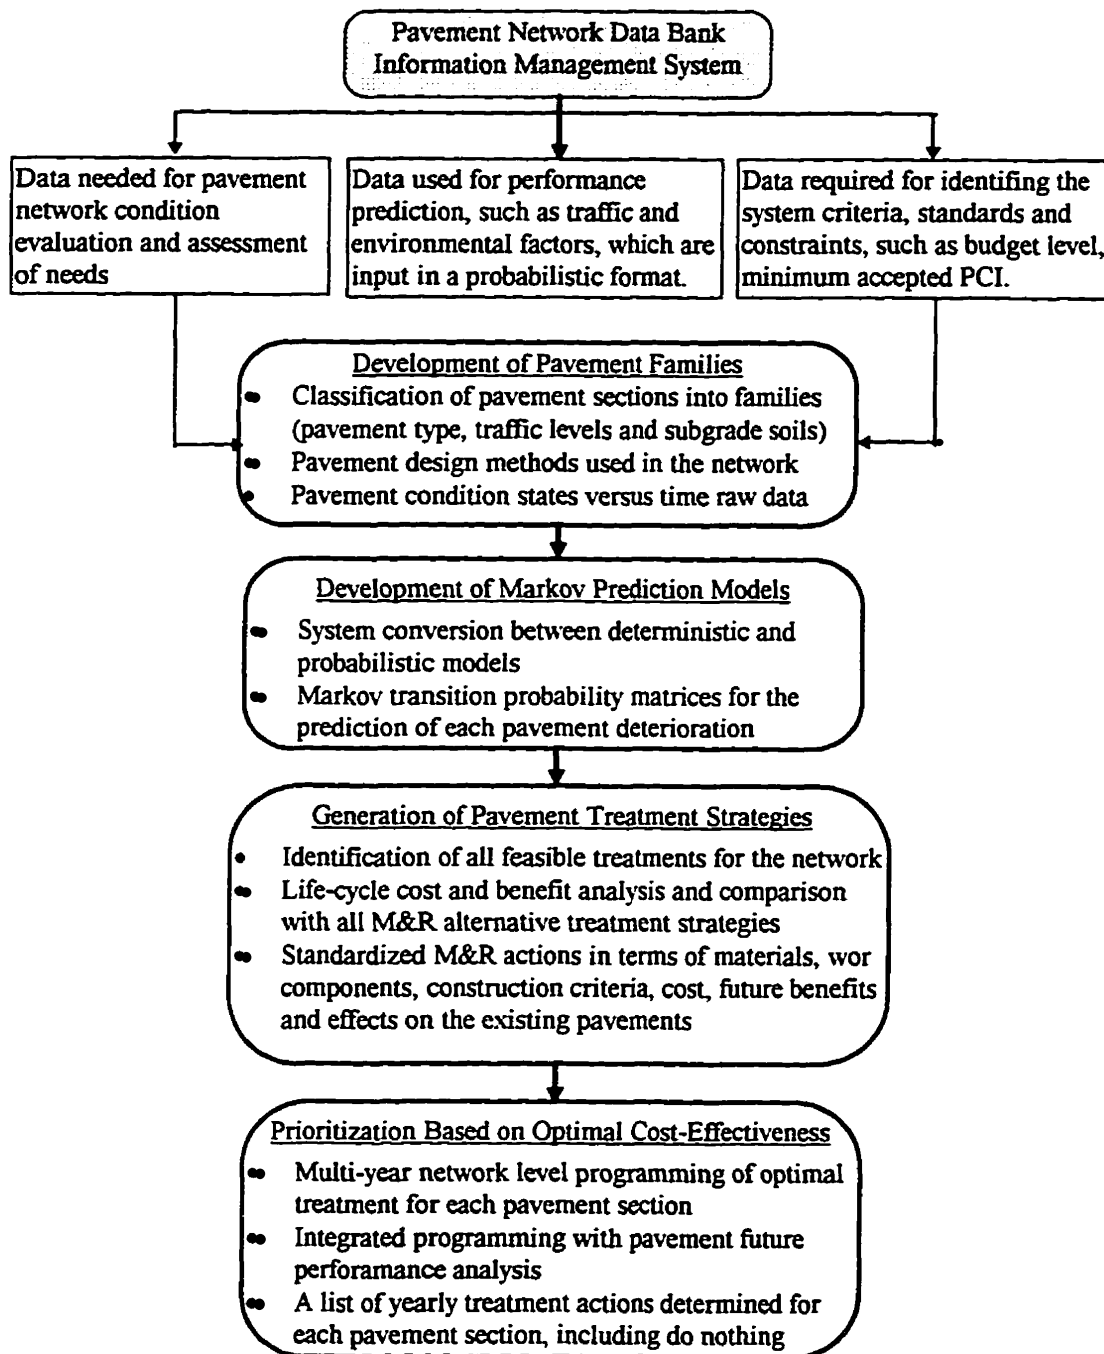 Pavement Network Data Bank
Information Management System
Data needed for pavement
network condition
evaluation and assessment
of needs
Data used for performance
prediction, such as traffic and
environmental factors, which are
input in a probabilistic format.
Data required for identifing the
system criteria, standards and
constraints, such as budget level,
minimum accepted PCI.
Development of Pavement Families
•• Classification of pavement sections into families
(pavement type, traffic levels and subgrade soils)
•• Pavement design methods used in the network
• Pavement condition states versus time raw data
Development of Markov Prediction Models
•• System conversion between deterministic and
probabilistic models
•• Markov transition probability matrices for the
prediction of each pavement deterioration
Generation of Pavement Treatment Strategies
• Identification of all feasible treatments for the network
•• Life-cycle cost and benefit analysis and comparison
with all M&R alternative treatment strategies
•• Standardized M&R actions in terms of materials, wor
components, construction criteria, cost, future benefits
and effects on the existing pavements
Prioritization Based on Optimal Cost-Effectiveness
•• Multi-year network level programming of optimal
treatment for each pavement section
•• Integrated programming with pavement future
perforamance analysis
•• A list of yearly treatment actions determined for
each pavement section, including do nothing